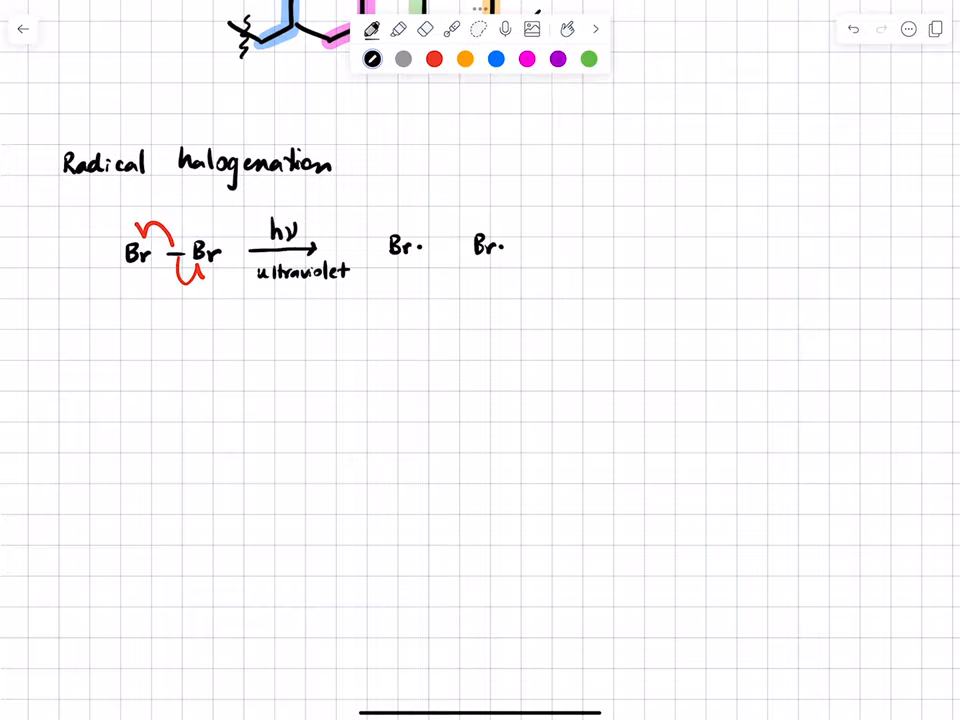 Radical halogenation
Br – Br hν Br· Br·
ultraviolet